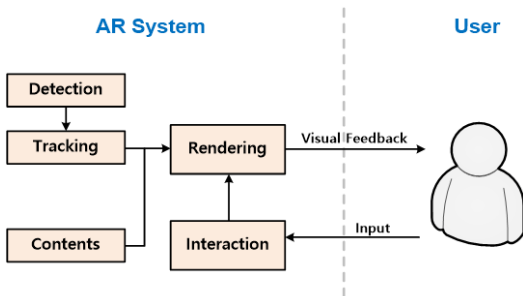 AR System
User
Detection
Tracking
Rendering
Visual Feedback
Contents
Interaction
Input